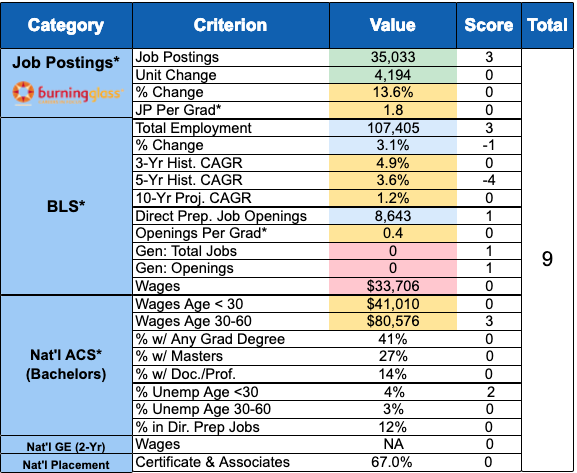 Category Criterion Value Score Total
Job Postings*
burningglass
Job Postings 35,033 3
Unit Change 4,194 0
% Change 13.6% 0
JP Per Grad* 1.8 0
BLS*
Total Employment 107,405 3
% Change 3.1% -1
3-Yr Hist. CAGR 4.9% 0
5-Yr Hist. CAGR 3.6% -4
10-Yr Proj. CAGR 1.2% 0
Direct Prep. Job Openings 8,643 1
Openings Per Grad* 0.4 0
Gen: Total Jobs 0 1
Gen: Openings 0 1
Wages $33,706 0
9
Nat'l ACS*
(Bachelors)
Wages Age < 30 $41,010 0
Wages Age 30-60 $80,576 3
% w/ Any Grad Degree 41% 0
% w/ Masters 27% 0
% w/ Doc./Prof. 14% 0
% Unemp Age <30 4% 2
% Unemp Age 30-60 3% 0
% in Dir. Prep Jobs 12% 0
Nat'l GE (2-Yr) Wages NA 0
Nat'l Placement Certificate & Associates 67.0% 0